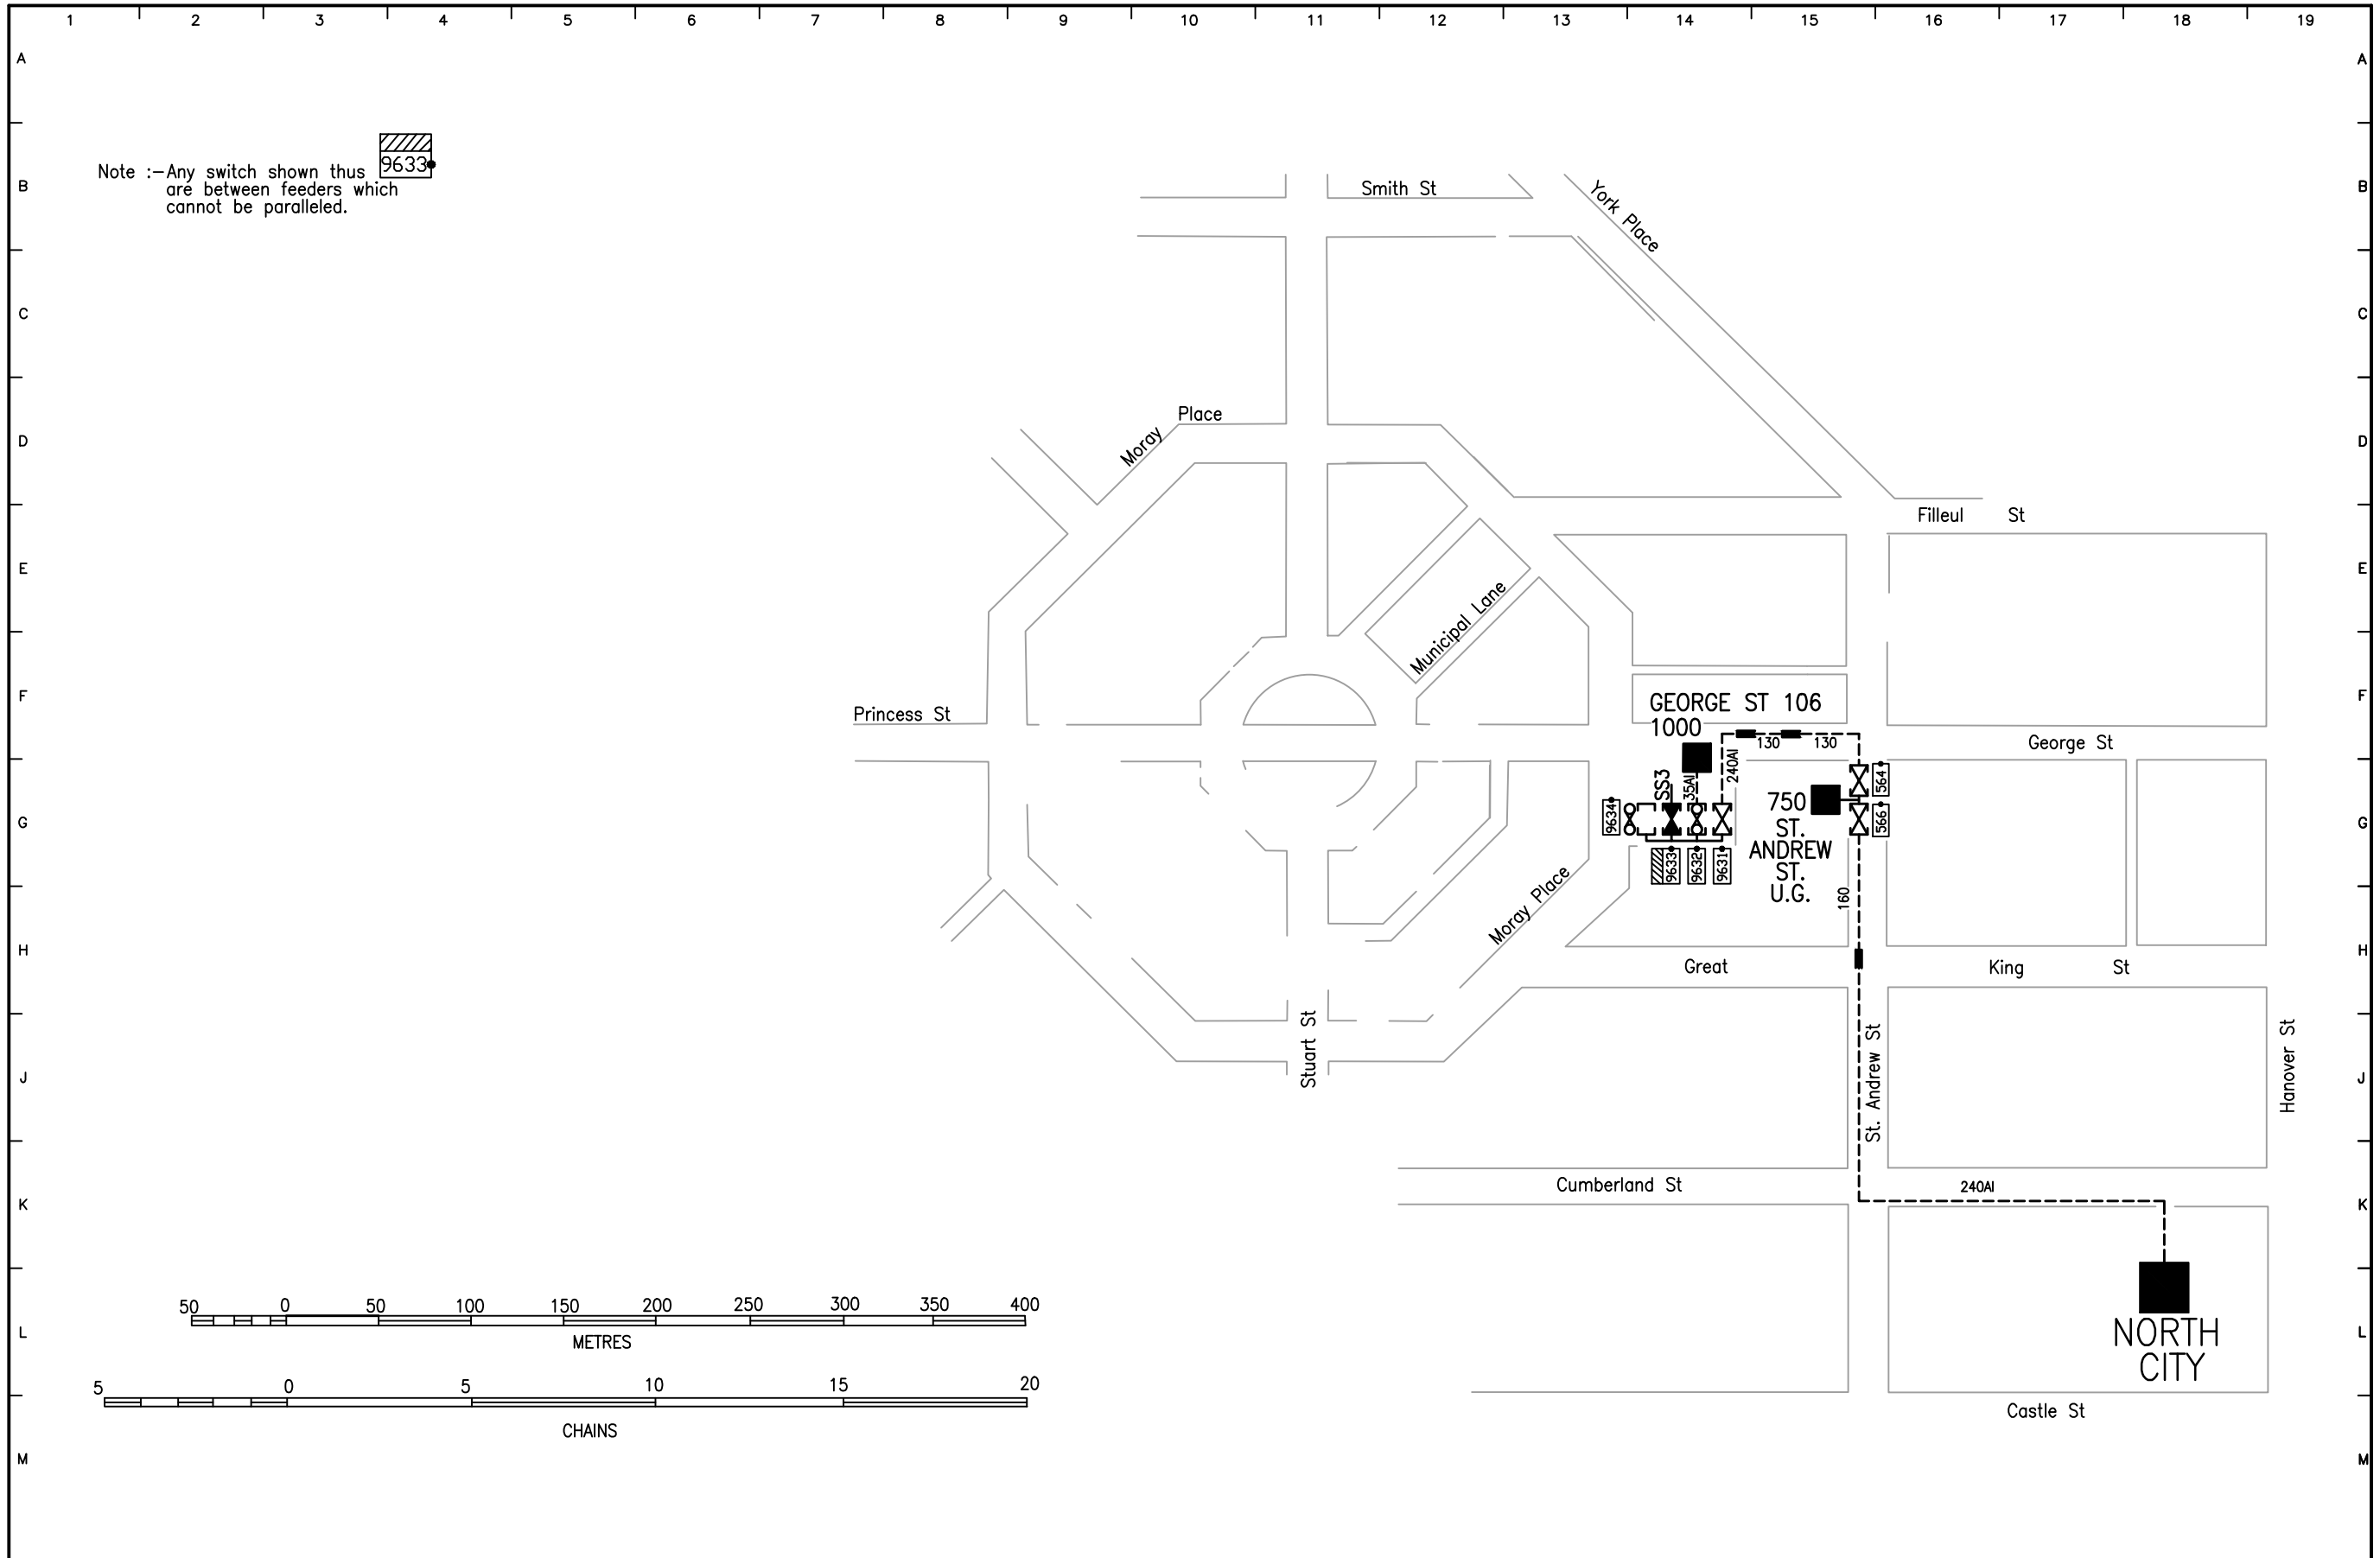 1 2 3 4 5 6 7 8 9 10 11 12 13 14 15 16 17 18 19
A A
9633
Note :-Any switch shown thus
are between feeders which
cannot be paralleled.
B B
Smith St
York Place
C C
Place
Moray
D D
Filleul St
E E
Municipal Lane
F F
GEORGE ST 106
1000
Princess St
130 130
George St
240Al
SS3
35Al
564
9634
750
566
G G
ST.
ANDREW
ST.
U.G.
9633
9632
9631
160
Moray Place
H H
Great King St
Stuart St
St. Andrew St
Hanover St
J J
Cumberland St
240Al
K K
50 0 50 100 150 200 250 300 350 400
METRES
L L
NORTH
CITY
5 0 5 10 15 20
CHAINS
Castle St
M M